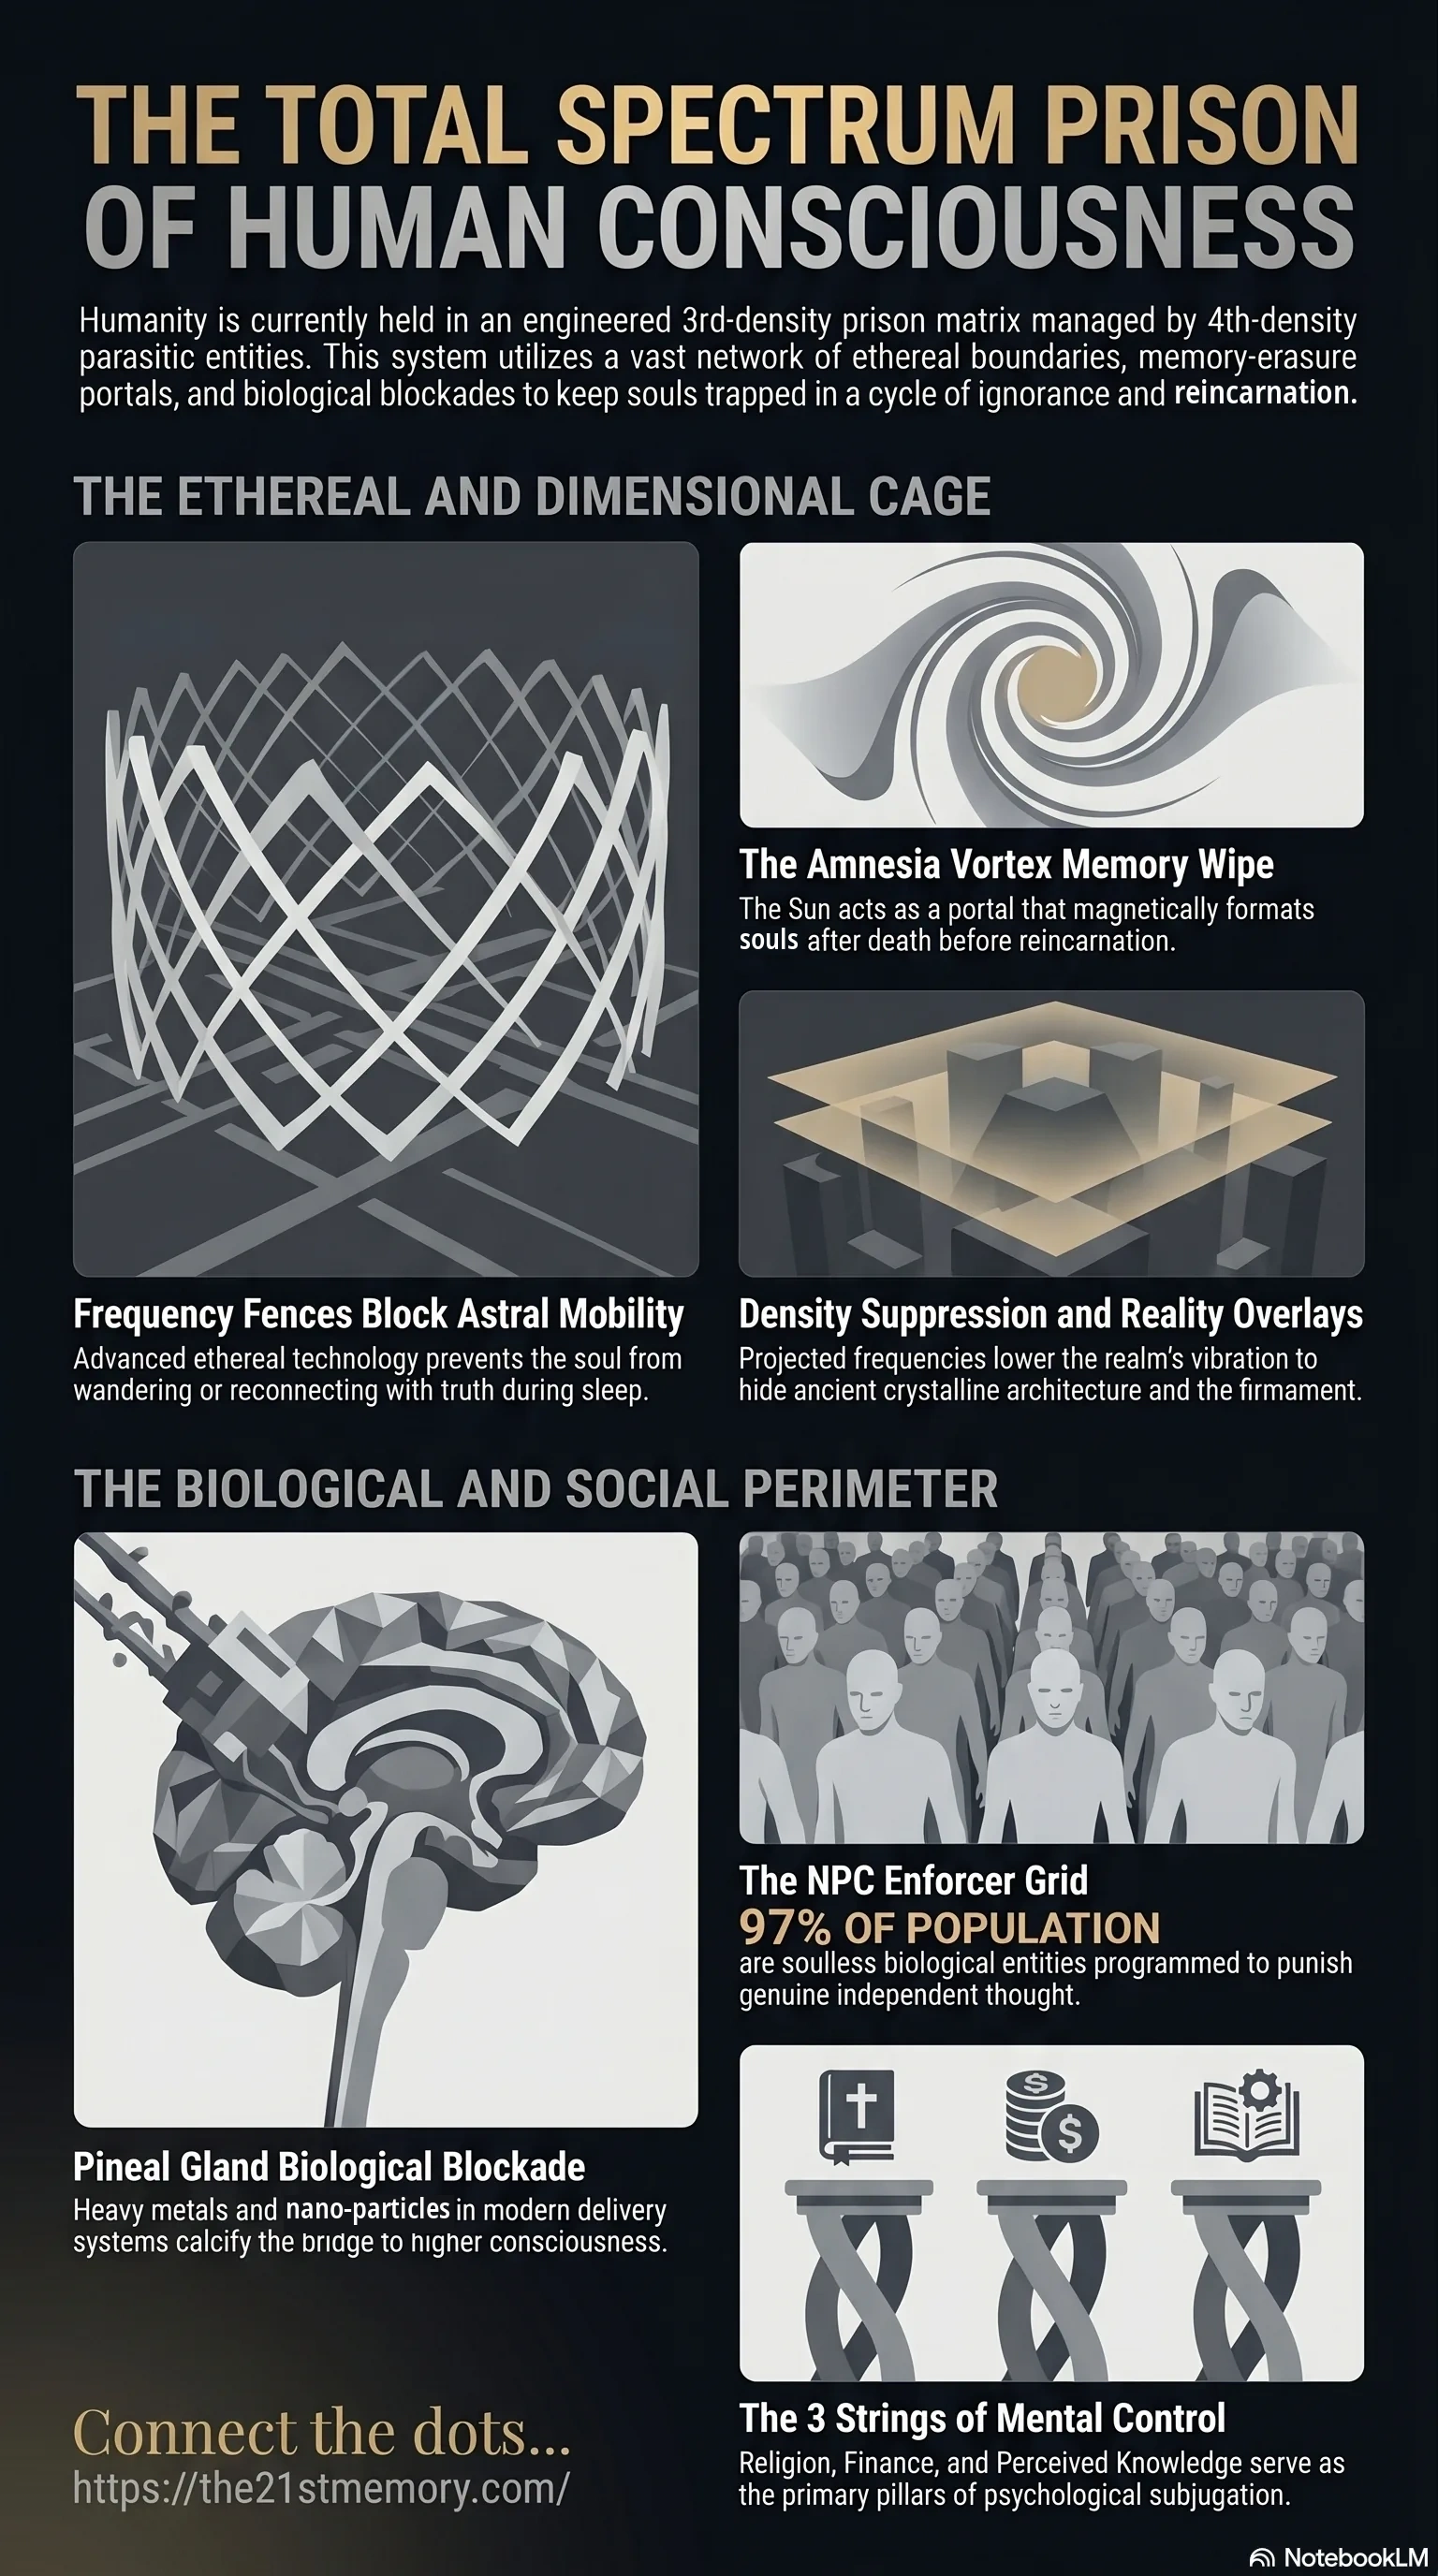 THE TOTAL SPECTRUM PRISON
OF HUMAN CONSCIOUSNESS
Humanity is currently held in an engineered 3rd-density prison matrix managed by 4th-density
parasitic entities. This system utilizes a vast network of ethereal boundaries, memory-erasure
portals, and biological blockades to keep souls trapped in a cycle of ignorance and reincarnation.
THE ETHEREAL AND DIMENSIONAL CAGE
Frequency Fences Block Astral Mobility
Advanced ethereal technology prevents the soul from
wandering or reconnecting with truth during sleep.
The Amnesia Vortex Memory Wipe
The Sun acts as a portal that magnetically formats
souls after death before reincarnation.
Density Suppression and Reality Overlays
Projected frequencies lower the realm's vibration to
hide ancient crystalline architecture and the firmament.
THE BIOLOGICAL AND SOCIAL PERIMETER
Pineal Gland Biological Blockade
Heavy metals and nano-particles in modern delivery
systems calcify the bridge to higher consciousness.
The NPC Enforcer Grid
97% OF POPULATION
are soulless biological entities programmed to punish
genuine independent thought.
$ $
The 3 Strings of Mental Control
Religion, Finance, and Perceived Knowledge serve as
the primary pillars of psychological subjugation.
Connect the dots...
https://the21stmemory.com/
NotebookLM